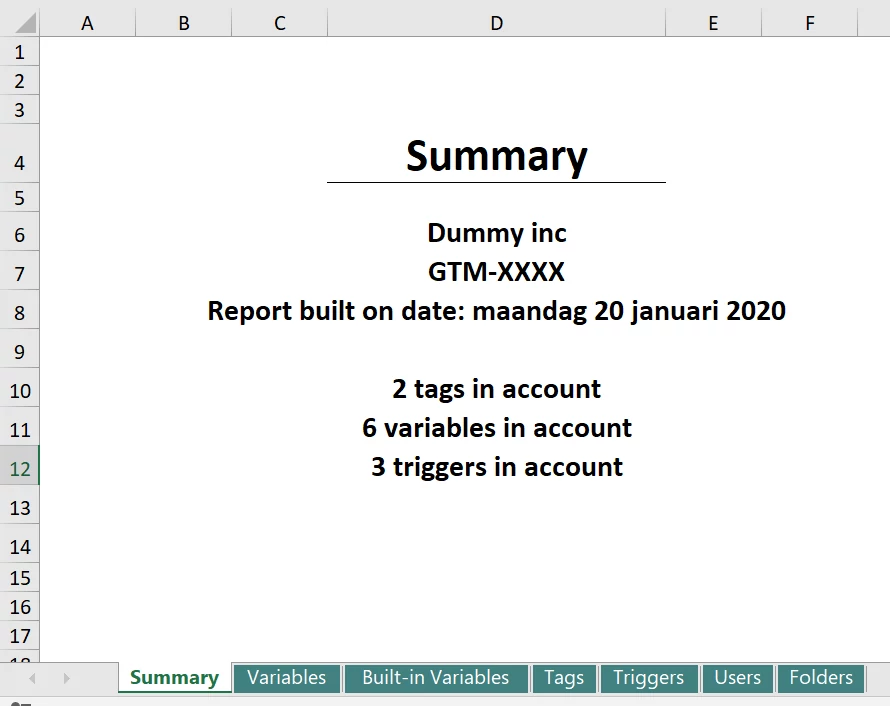 A B C D E F
1
2
3
4 Summary
5
6 Dummy inc
7 GTM-XXXX
8 Report built on date: maandag 20 januari 2020
9
10 2 tags in account
11 6 variables in account
12 3 triggers in account
13
14
15
16
17
18
Summary Variables Built-in Variables Tags Triggers Users Folders